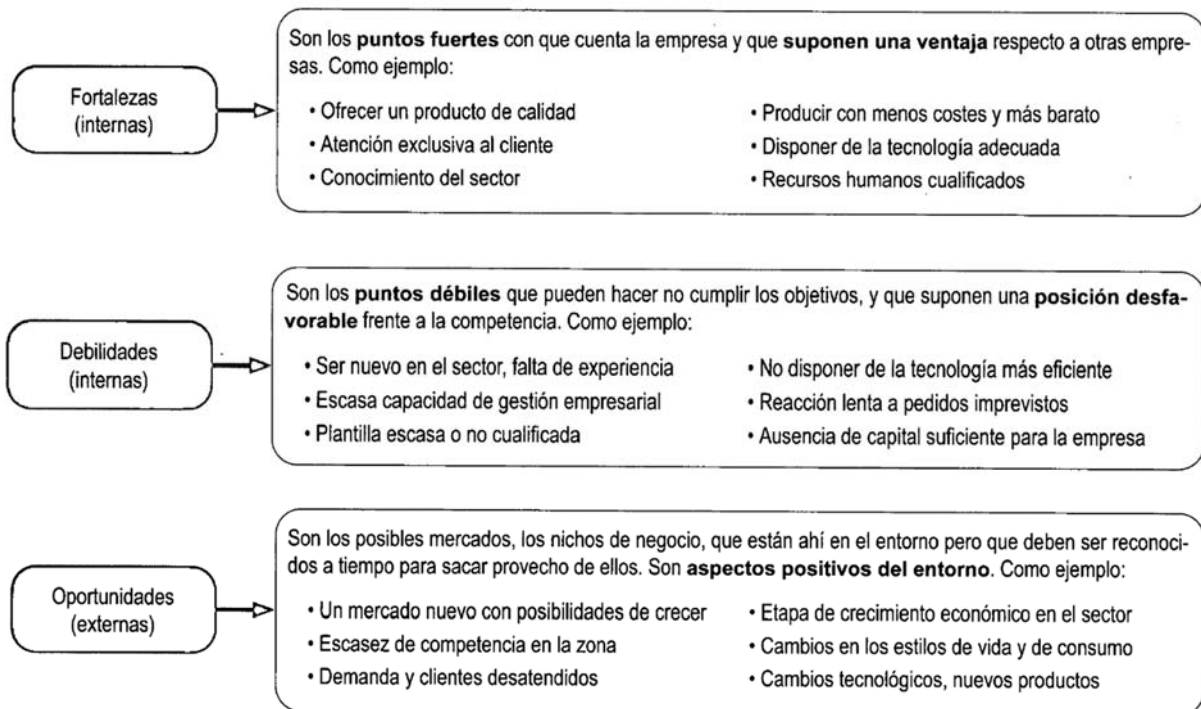 Fortalezas
(internas)
Son los puntos fuertes con que cuenta la empresa y que suponen una ventaja respecto a otras empre-
sas. Como ejemplo:
• Ofrecer un producto de calidad
• Atención exclusiva al cliente
• Conocimiento del sector
• Producir con menos costes y más barato
• Disponer de la tecnología adecuada
• Recursos humanos cualificados
Debilidades
(internas)
Son los puntos débiles que pueden hacer no cumplir los objetivos, y que suponen una posición desfa-
vorable frente a la competencia. Como ejemplo:
• Ser nuevo en el sector, falta de experiencia
• Escasa capacidad de gestión empresarial
• Plantilla escasa o no cualificada
• No disponer de la tecnología más eficiente
• Reacción lenta a pedidos imprevistos
• Ausencia de capital suficiente para la empresa
Oportunidades
(externas)
Son los posibles mercados, los nichos de negocio, que están ahí en el entorno pero que deben ser reconoci-
dos a tiempo para sacar provecho de ellos. Son aspectos positivos del entorno. Como ejemplo:
• Un mercado nuevo con posibilidades de crecer
• Escasez de competencia en la zona
• Demanda y clientes desatendidos
• Etapa de crecimiento económico en el sector
• Cambios en los estilos de vida y de consumo
• Cambios tecnológicos, nuevos productos